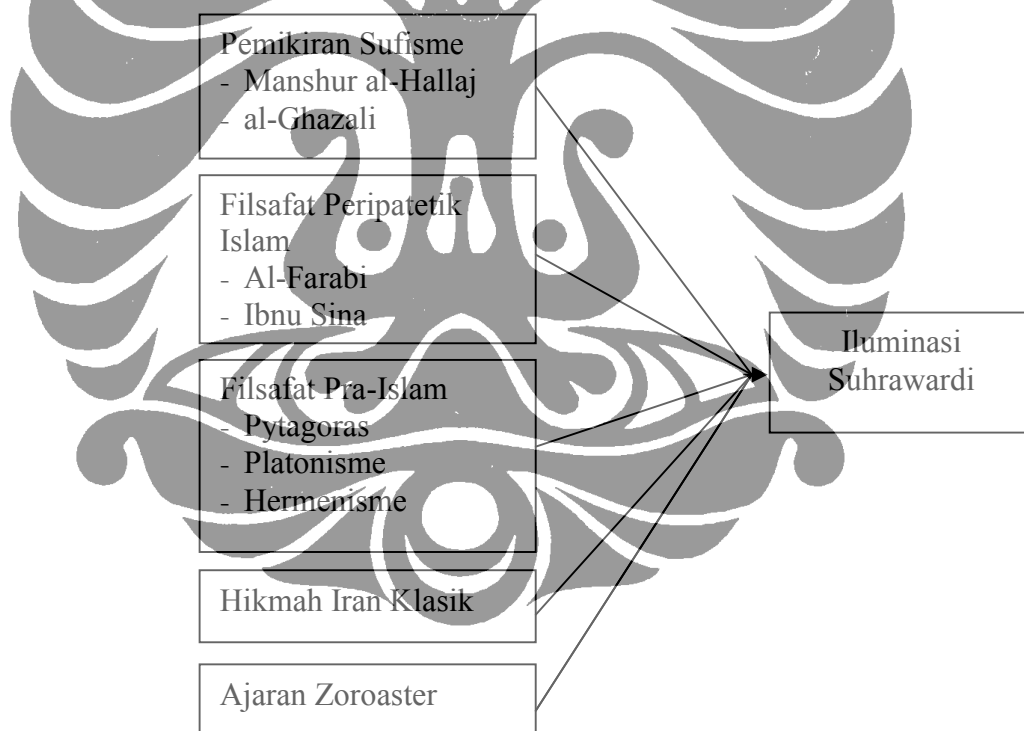 Pemikiran Sufisme
- Manshur al-Hallaj
- al-Ghazali
Filsafat Peripatetik
Islam
- Al-Farabi
- Ibnu Sina
Filsafat Pra-Islam
- Pytagoras
- Platonisme
- Hermenisme
Hikmah Iran Klasik
Ajaran Zoroaster
Iluminasi
Suhrawardi